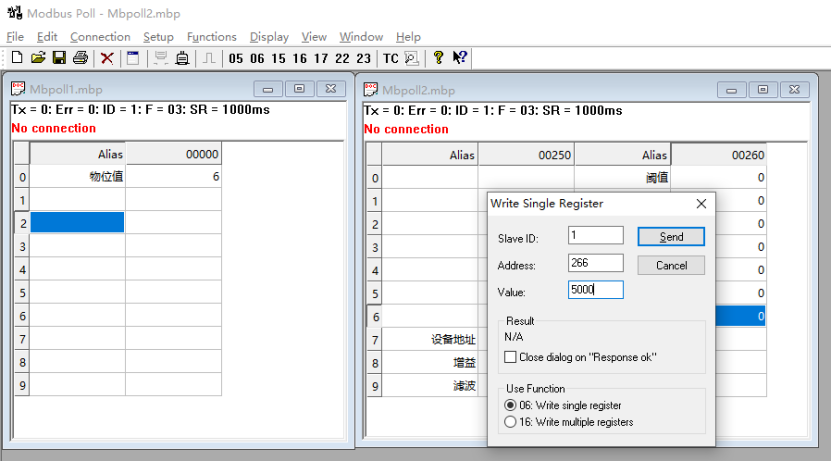 Modbus Poll - Mbpoll2.mbp
File Edit Connection Setup Functions Display View Window Help
05 06 15 16 17 22 23 TC
Mbpoll1.mbp
Tx = 0: Err = 0: ID = 1: F = 03: SR = 1000ms
No connection
Alias 00000
0 物位值 6
1
2
3
4
5
6
7
8
9
Mbpoll2.mbp
Tx = 0: Err = 0: ID = 1: F = 03: SR = 1000ms
No connection
Alias 00250 Alias 00260
0 阈值 0
1 0
2 0
3 0
4 0
5 0
6 0
7 设备地址
8 增益
9 滤波
Write Single Register
Slave ID: 1 Send
Address: 266 Cancel
Value: 5000
Result
N/A
Close dialog on "Response ok"
Use Function
06: Write single register
16: Write multiple registers